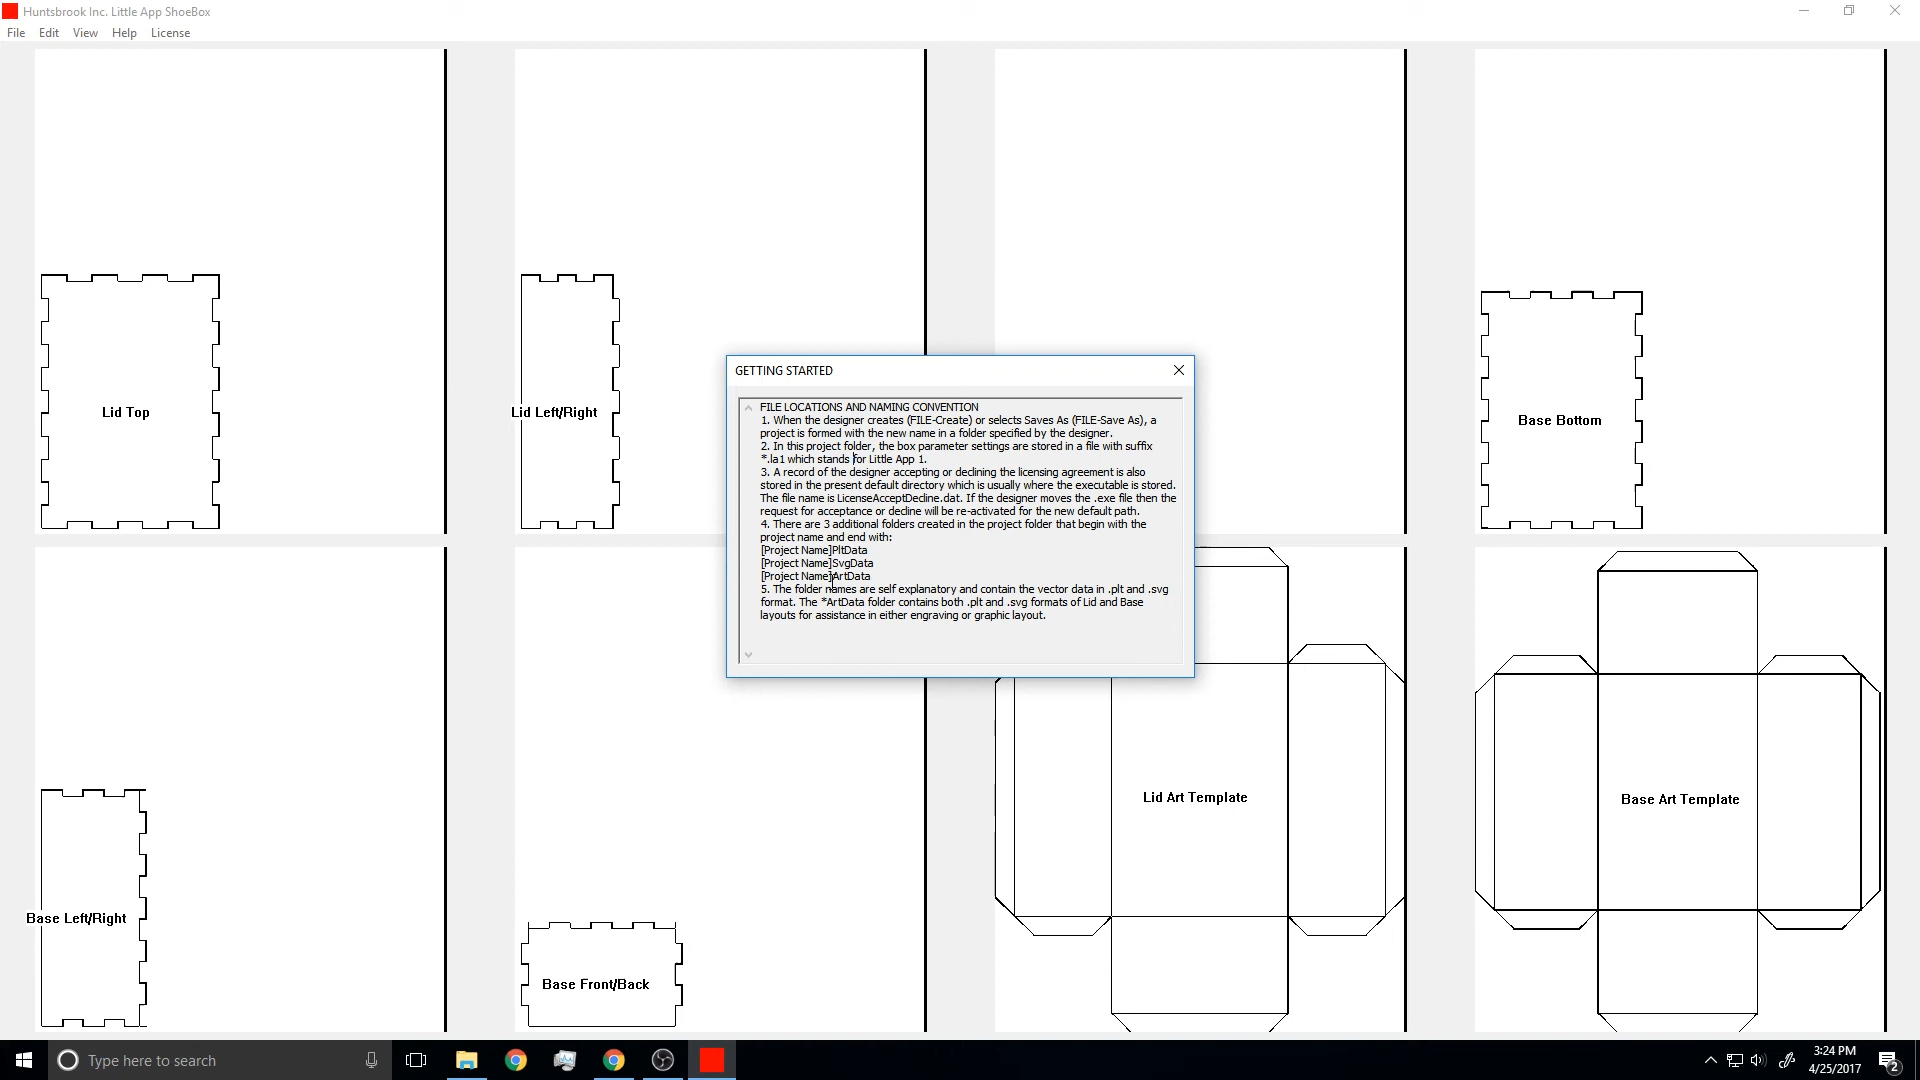 Huntsbrook Inc. Little App ShoeBox
File Edit View Help License
Lid Top
Lid Left/Right
Base Bottom
GETTING STARTED
FILE LOCATIONS AND NAMING CONVENTION
1. When the designer creates (FILE-Create) or selects Saves As (FILE-Save As), a
project is formed with the new name in a folder specified by the designer.
2. In this project folder, the box parameter settings are stored in a file with suffix
*.la1 which stands for Little App 1.
3. A record of the designer accepting or declining the licensing agreement is also
stored in the present default directory which is usually where the executable is stored.
The file name is LicenseAcceptDecline.dat. If the designer moves the .exe file then the
request for acceptance or decline will be re-activated for the new default path.
4. There are 3 additional folders created in the project folder that begin with the
project name and end with:
[Project Name]PltData
[Project Name]SvgData
[Project Name]ArtData
5. The folder names are self explanatory and contain the vector data in .plt and .svg
format. The *ArtData folder contains both .plt and .svg formats of Lid and Base
layouts for assistance in either engraving or graphic layout.
Base Left/Right
Base Front/Back
Lid Art Template
Base Art Template
Type here to search
3:24 PM
4/25/2017
2